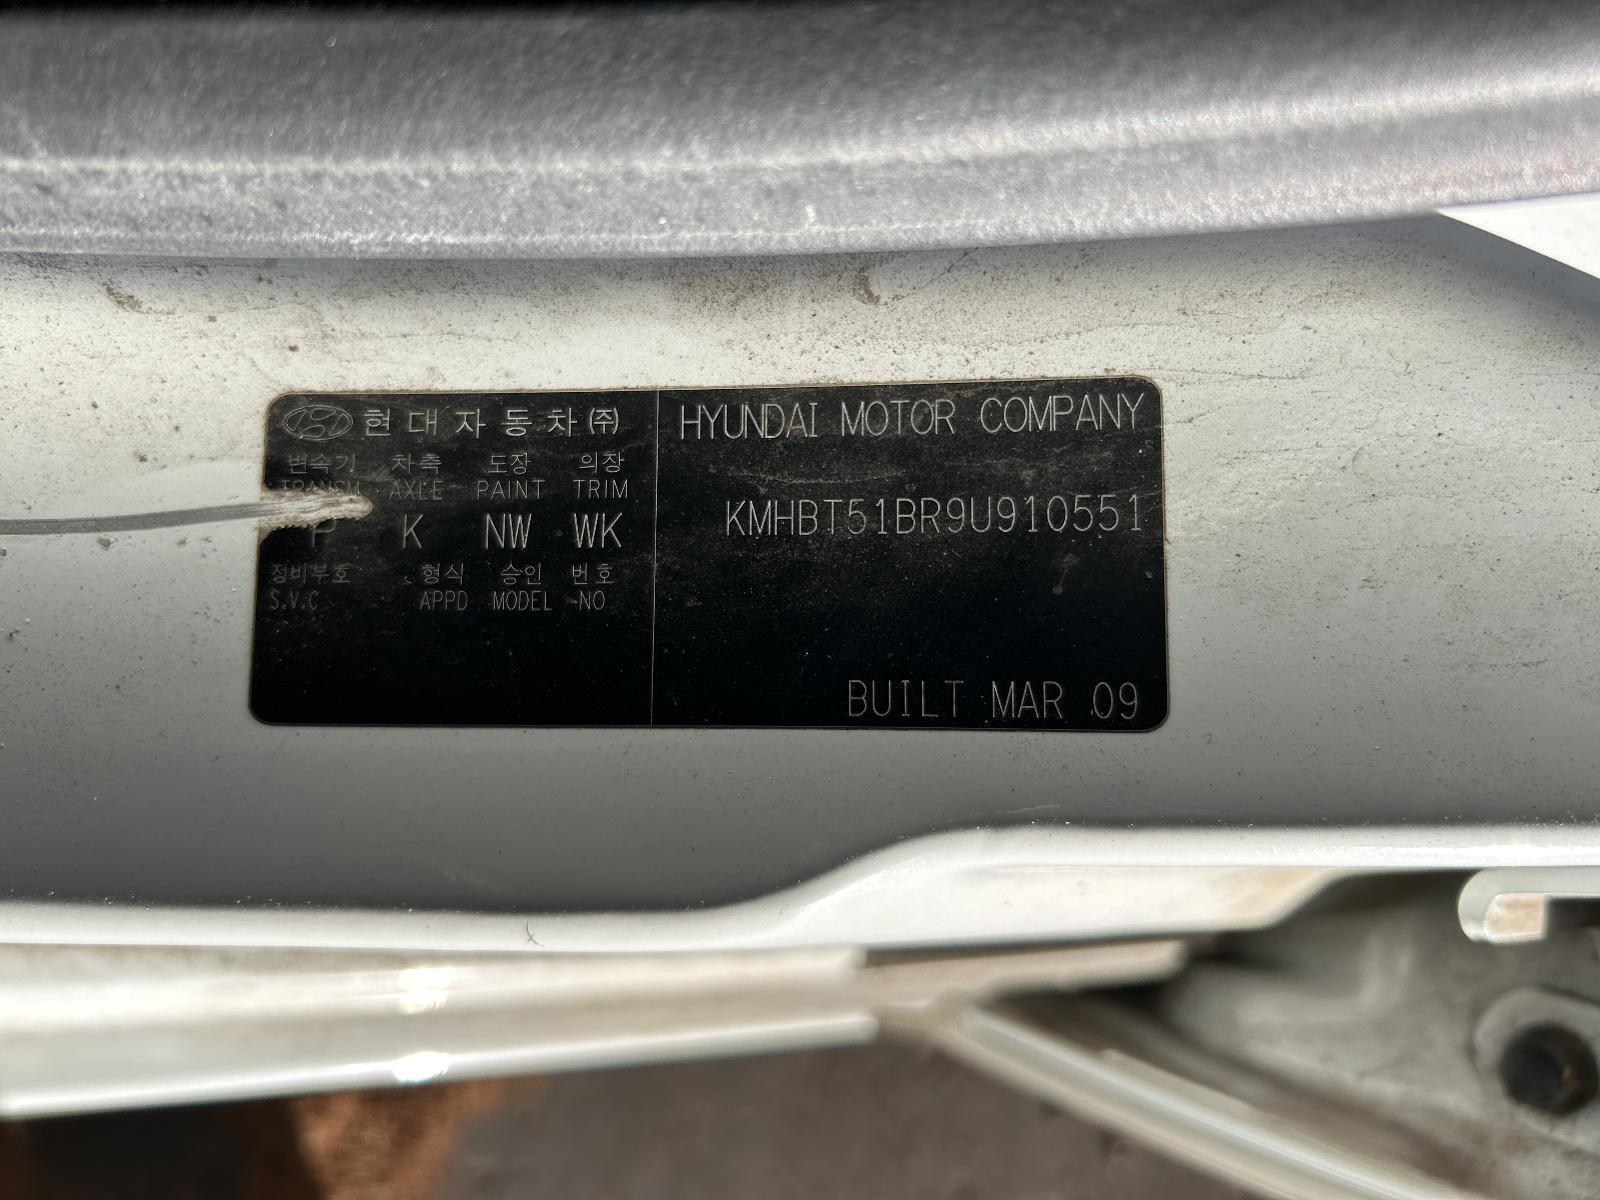 현대자동차㈜
변속기 차축 도장 의장
TRANSM AXLE PAINT TRIM
P K NW WK
정비부호 형식 승인 번호
S.V.C APPD MODEL NO
HYUNDAI MOTOR COMPANY
KMHBT51BR9U910551
BUILT MAR 09